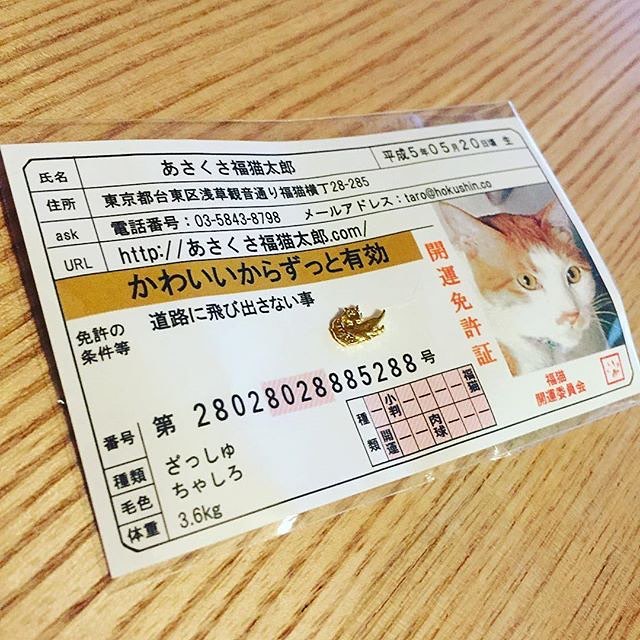 氏名 あさくさ福猫太郎 平成5年05月20日頃 生
住所 東京都台東区浅草観音通り福猫横丁28-285
ask 電話番号：03-5843-8798 メールアドレス：taro@hokushin.co
URL http://あさくさ福猫太郎.com/
かわいいからずっと有効
免許の
条件等
道路に飛び出さない事
開運免許証
番号 第 28028028885288 号
種類 ざっしゅ
毛色 ちゃしろ
体重 3.6kg
種類
小判 福猫
開運 肉球
福猫
開運委員会